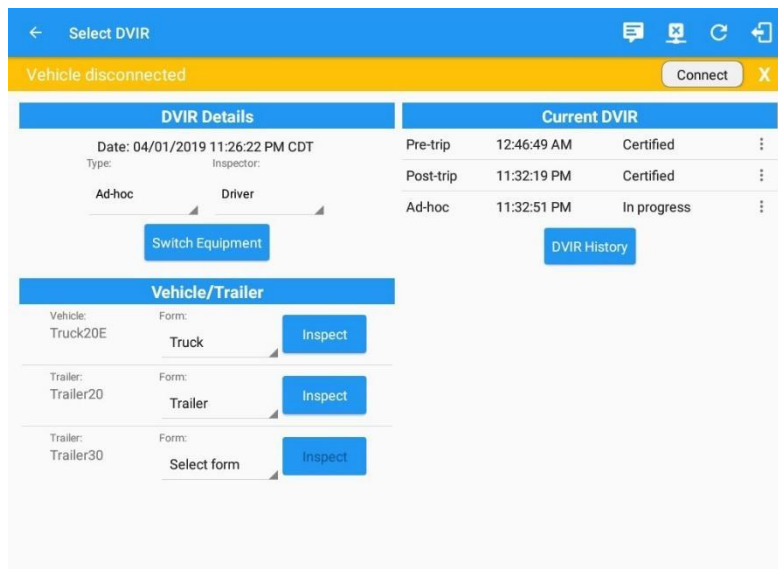 Select DVIR
Vehicle disconnected
Connect
X
DVIR Details
Date: 04/01/2019 11:26:22 PM CDT
Type: Inspector:
Ad-hoc Driver
Switch Equipment
Vehicle/Trailer
Vehicle: Form:
Truck20E Truck Inspect
Trailer: Form:
Trailer20 Trailer Inspect
Trailer: Form:
Trailer30 Select form Inspect
Current DVIR
Pre-trip 12:46:49 AM Certified
Post-trip 11:32:19 PM Certified
Ad-hoc 11:32:51 PM In progress
DVIR History